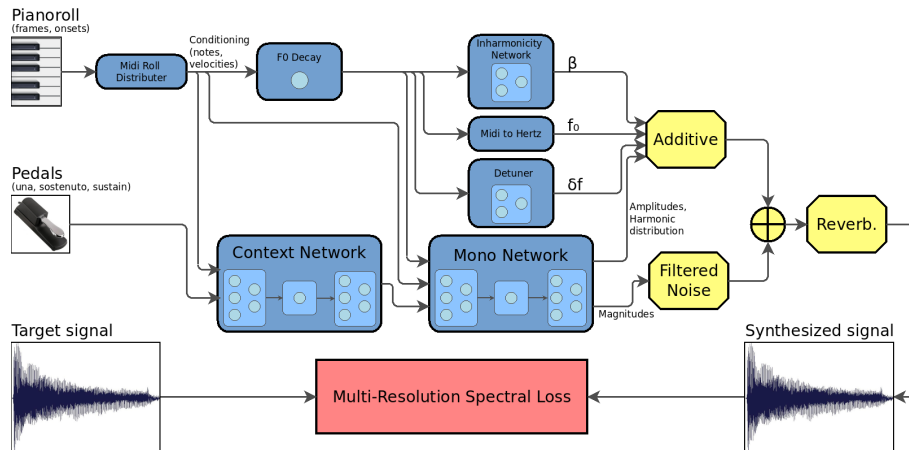 Pianoroll
(frames, onsets)
Midi Roll
Distributer
Conditioning
(notes,
velocities)
F0 Decay
Inharmonicity
Network
β
Midi to Hertz
f₀
Detuner
δf
Additive
Pedals
(una, sostenuto, sustain)
Context Network
Mono Network
Amplitudes,
Harmonic
distribution
Magnitudes
Filtered
Noise
Reverb.
Target signal
Multi-Resolution Spectral Loss
Synthesized signal